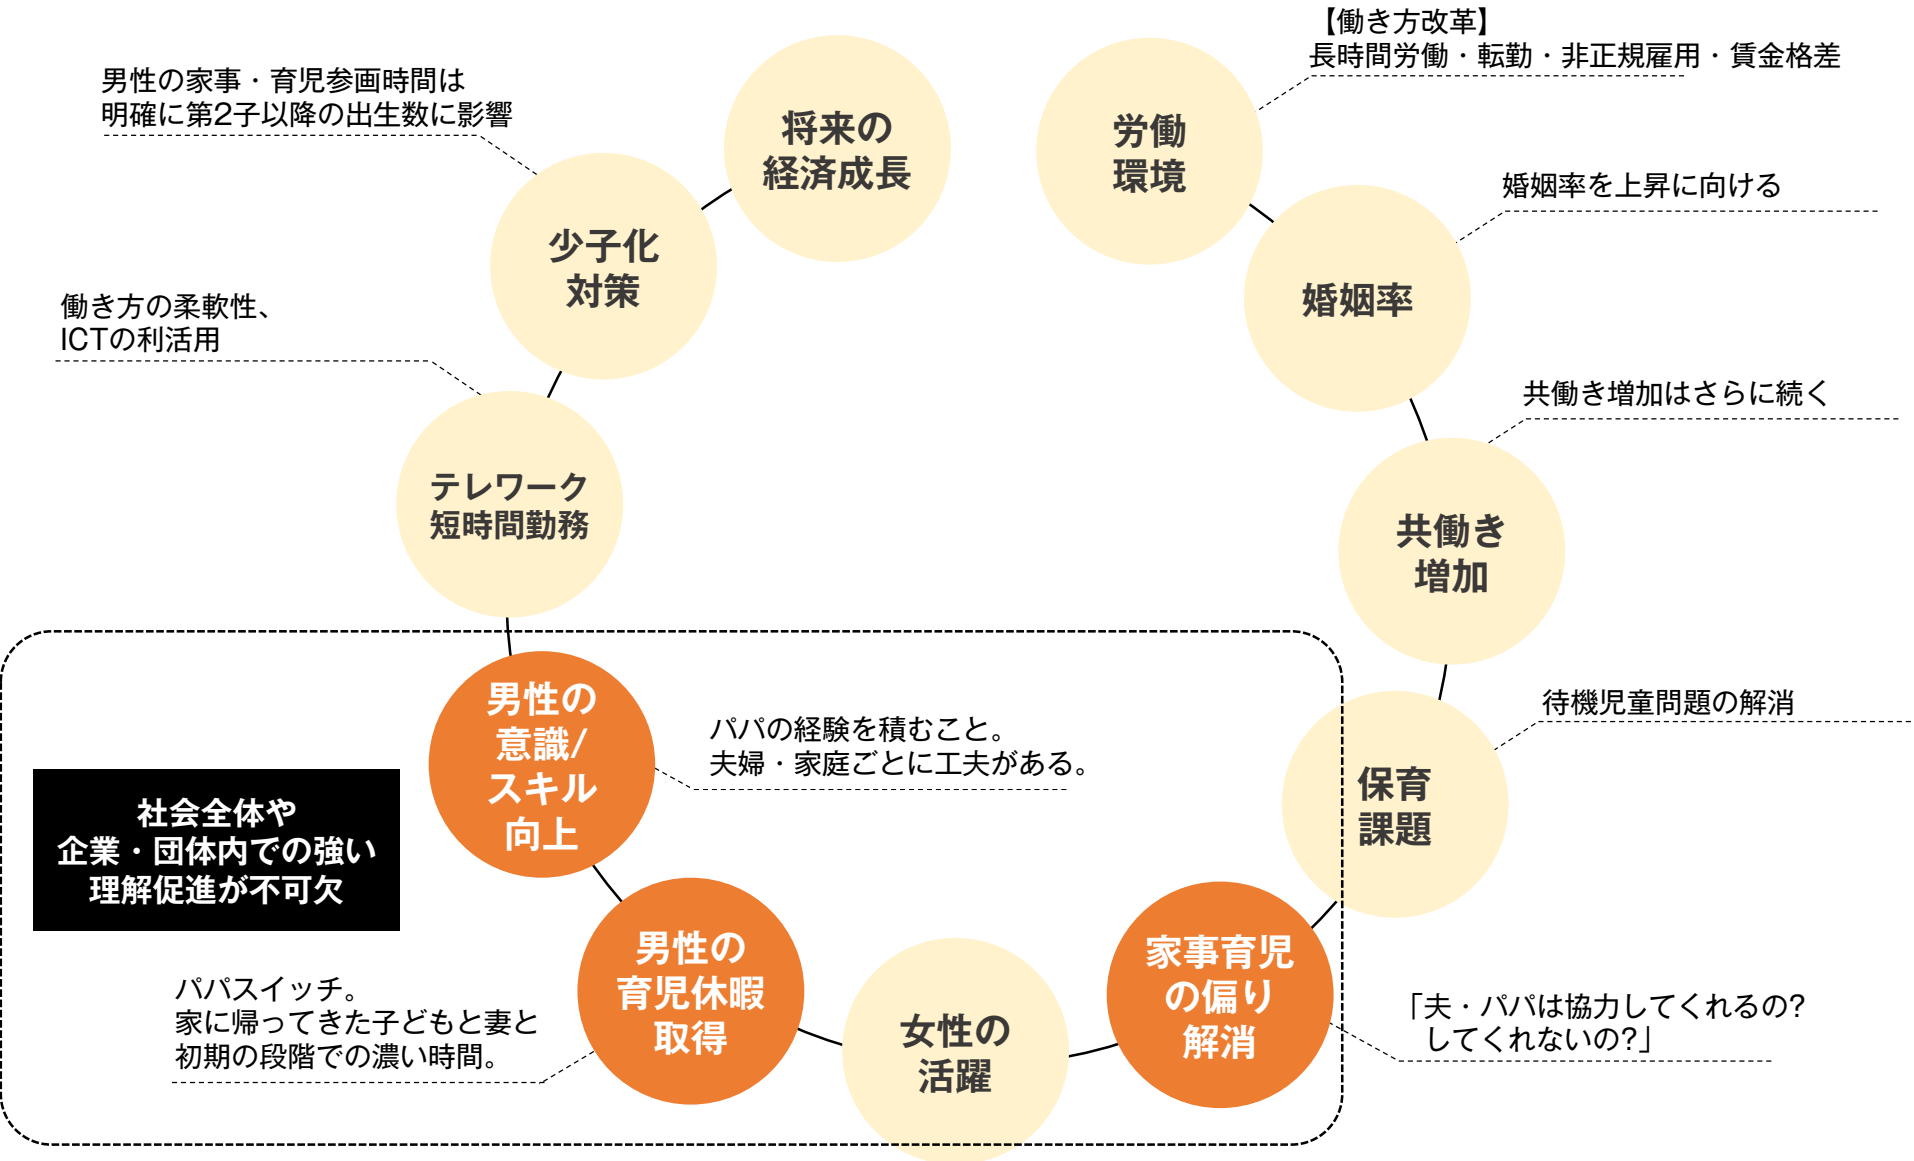 【働き方改革】
長時間労働・転勤・非正規雇用・賃金格差
男性の家事・育児参画時間は
明確に第2子以降の出生数に影響
将来の
経済成長
労働
環境
婚姻率を上昇に向ける
少子化
対策
婚姻率
働き方の柔軟性、
ICTの利活用
共働き増加はさらに続く
テレワーク
短時間勤務
共働き
増加
男性の
意識/
スキル
向上
パパの経験を積むこと。
夫婦・家庭ごとに工夫がある。
待機児童問題の解消
保育
課題
社会全体や
企業・団体内での強い
理解促進が不可欠
男性の
育児休暇
取得
家事育児
の偏り
解消
パパスイッチ。
家に帰ってきた子どもと妻と
初期の段階での濃い時間。
女性の
活躍
「夫・パパは協力してくれるの?
してくれないの?」